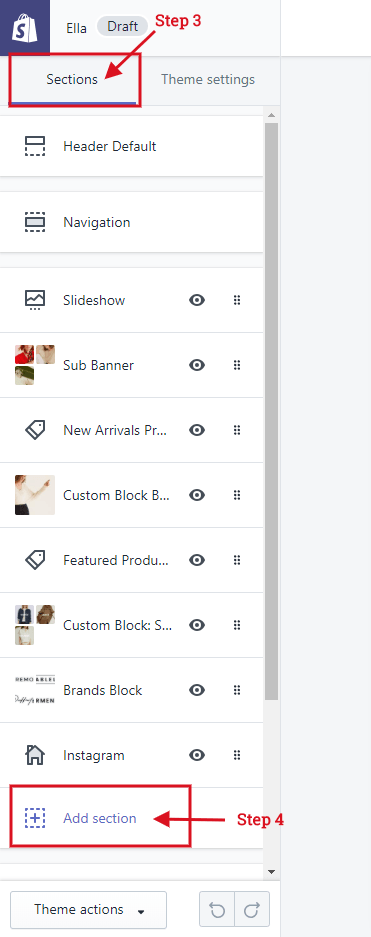 Step 3
Ella Draft
Sections Theme settings
Header Default
Navigation
Slideshow
Sub Banner
New Arrivals Pr...
Custom Block B...
Featured Produ...
Custom Block: S...
Brands Block
Instagram
Add section
Step 4
Theme actions